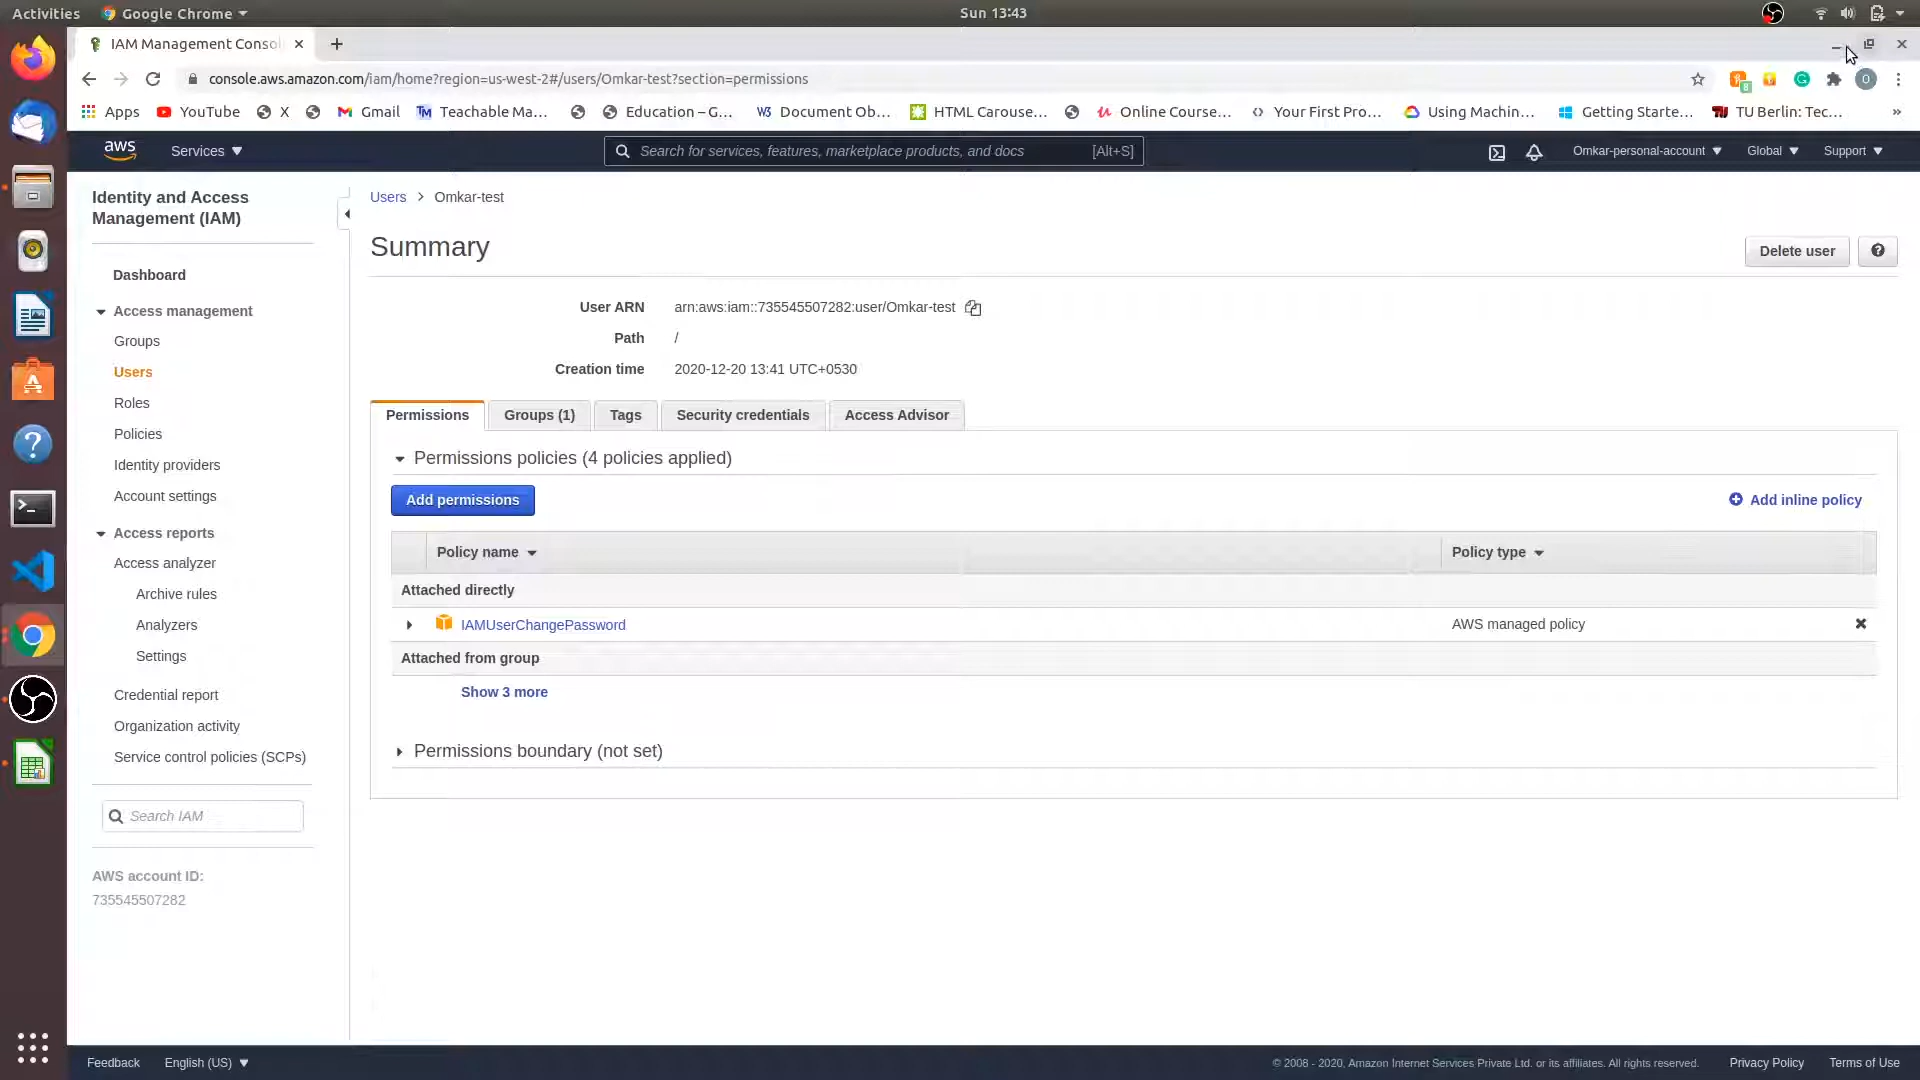 Activities
Google Chrome
Sun 13:43
IAM Management Consol
console.aws.amazon.com/iam/home?region=us-west-2#/users/Omkar-test?section=permissions
8
O
Apps
YouTube
X
Gmail
TM
Teachable Ma...
Education – G...
Document Ob...
HTML Carouse...
Online Course...
Your First Pro...
Using Machin...
Getting Starte...
TU Berlin: Tec...
»
aws
Services
Search for services, features, marketplace products, and docs
[Alt+S]
Omkar-personal-account
Global
Support
Identity and Access
Management (IAM)
Dashboard
Access management
Groups
Users
Roles
Policies
Identity providers
Account settings
Access reports
Access analyzer
Archive rules
Analyzers
Settings
Credential report
Organization activity
Service control policies (SCPs)
Search IAM
AWS account ID:
735545507282
Users > Omkar-test
Summary
Delete user
?
User ARN arn:aws:iam::735545507282:user/Omkar-test
Path /
Creation time 2020-12-20 13:41 UTC+0530
Permissions
Groups (1)
Tags
Security credentials
Access Advisor
Permissions policies (4 policies applied)
Add permissions
Add inline policy
Policy name
Policy type
Attached directly
IAMUserChangePassword
AWS managed policy
Attached from group
Show 3 more
Permissions boundary (not set)
Feedback
English (US)
© 2008 - 2020, Amazon Internet Services Private Ltd. or its affiliates. All rights reserved.
Privacy Policy
Terms of Use